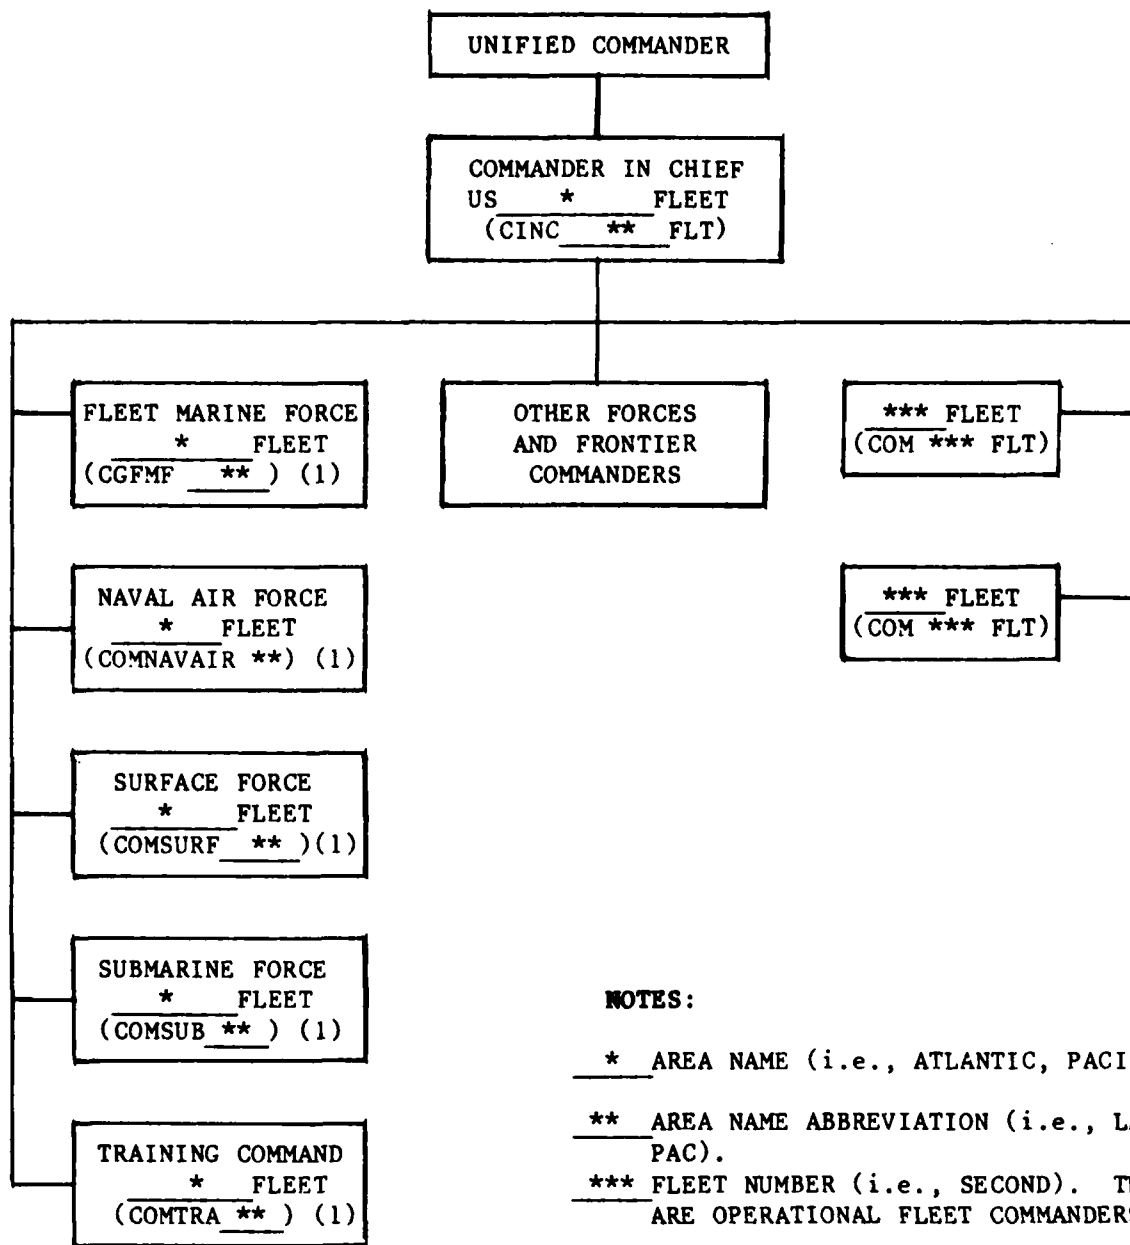 UNIFIED COMMANDER
COMMANDER IN CHIEF
US * FLEET
(CINC ** FLT)
FLEET MARINE FORCE
* FLEET
(CGFMF ** ) (1)
OTHER FORCES
AND FRONTIER
COMMANDERS
*** FLEET
(COM *** FLT)
NAVAL AIR FORCE
* FLEET
(COMNAVAIR **) (1)
*** FLEET
(COM *** FLT)
SURFACE FORCE
* FLEET
(COMSURF ** )(1)
SUBMARINE FORCE
* FLEET
(COMSUB ** ) (1)
TRAINING COMMAND
* FLEET
(COMTRA ** ) (1)
NOTES:
* AREA NAME (i.e., ATLANTIC, PACI
** AREA NAME ABBREVIATION (i.e., L
PAC).
*** FLEET NUMBER (i.e., SECOND). T
ARE OPERATIONAL FLEET COMMANDERS